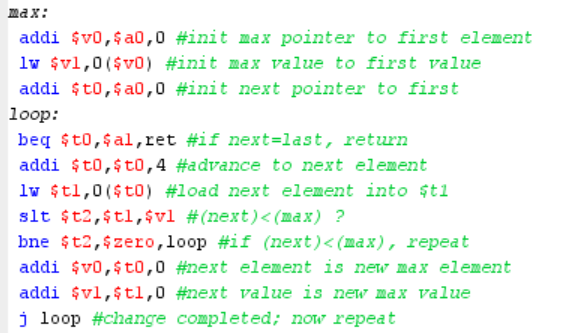 max:
addi $v0,$a0,0 #init max pointer to first element
lw $v1,0($v0) #init max value to first value
addi $t0,$a0,0 #init next pointer to first
loop:
beq $t0,$a1,ret #if next=last, return
addi $t0,$t0,4 #advance to next element
lw $t1,0($t0) #load next element into $t1
slt $t2,$t1,$v1 #(next)<(max) ?
bne $t2,$zero,loop #if (next)<(max), repeat
addi $v0,$t0,0 #next element is new max element
addi $v1,$t1,0 #next value is new max value
j loop #change completed; now repeat